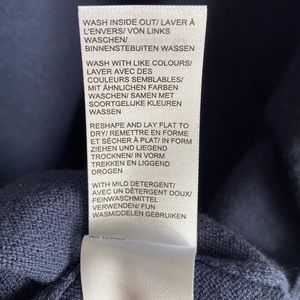 WASH INSIDE OUT/ LAVER À
L'ENVERS/ VON LINKS
WASCHEN/
BINNENSTEBUITEN WASSEN
WASH WITH LIKE COLOURS/
LAVER AVEC DES
COULEURS SEMBLABLES/
MIT ÄHNLICHEN FARBEN
WASCHEN/ SAMEN MET
SOORTGELIJKE KLEUREN
WASSEN
RESHAPE AND LAY FLAT TO
DRY/ REMETTRE EN FORME
ET SÉCHER À PLAT/ IN FORM
ZIEHEN UND LIEGEND
TROCKNEN/ IN VORM
TREKKEN EN LIGGEND
DROGEN
WITH MILD DETERGENT/
AVEC UN DÉTERGENT DOUX/
FEINWASCHMITTEL
VERWENDEN/ FIJN
WASMIDDELEN GEBRUIKEN